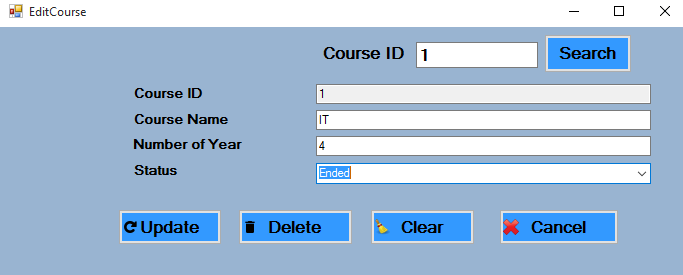 EditCourse
Course ID 1 Search
Course ID 1
Course Name IT
Number of Year 4
Status Ended
Update Delete Clear Cancel